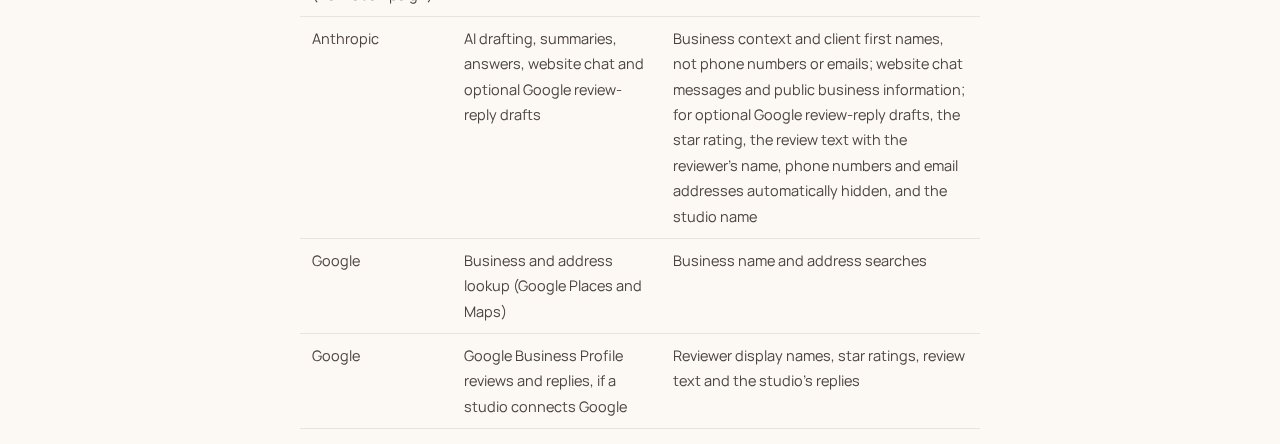 Anthropic
AI drafting, summaries,
answers, website chat and
optional Google review-
reply drafts
Business context and client first names,
not phone numbers or emails; website chat
messages and public business information;
for optional Google review-reply drafts, the
star rating, the review text with the
reviewer's name, phone numbers and email
addresses automatically hidden, and the
studio name
Google
Business and address
lookup (Google Places and
Maps)
Business name and address searches
Google
Google Business Profile
reviews and replies, if a
studio connects Google
Reviewer display names, star ratings, review
text and the studio's replies